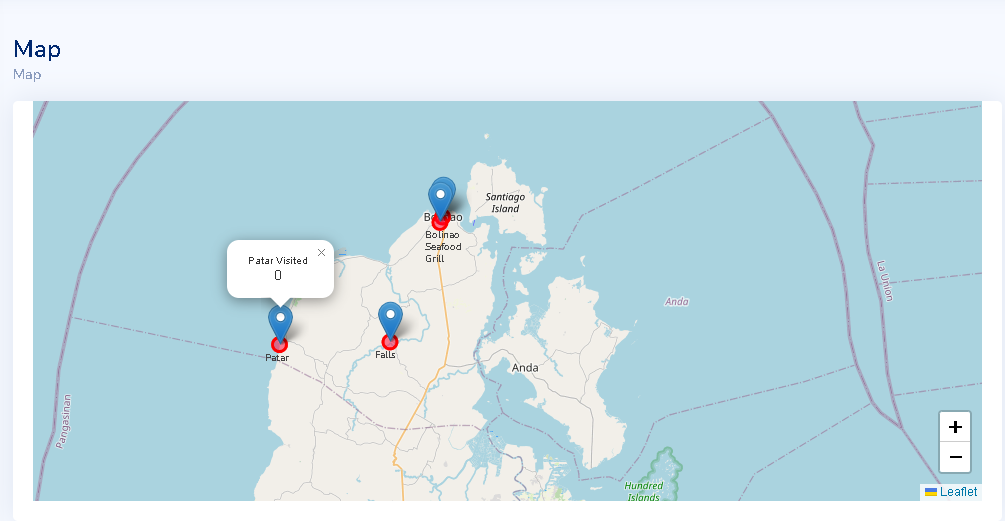 Map
Map
Santiago
Island
Bolinao
Seafood
Grill
Patar Visited
×
0
La Union
Anda
Patar
Falls
Anda
Pangasinan
+
−
Hundred
Islands
Leaflet